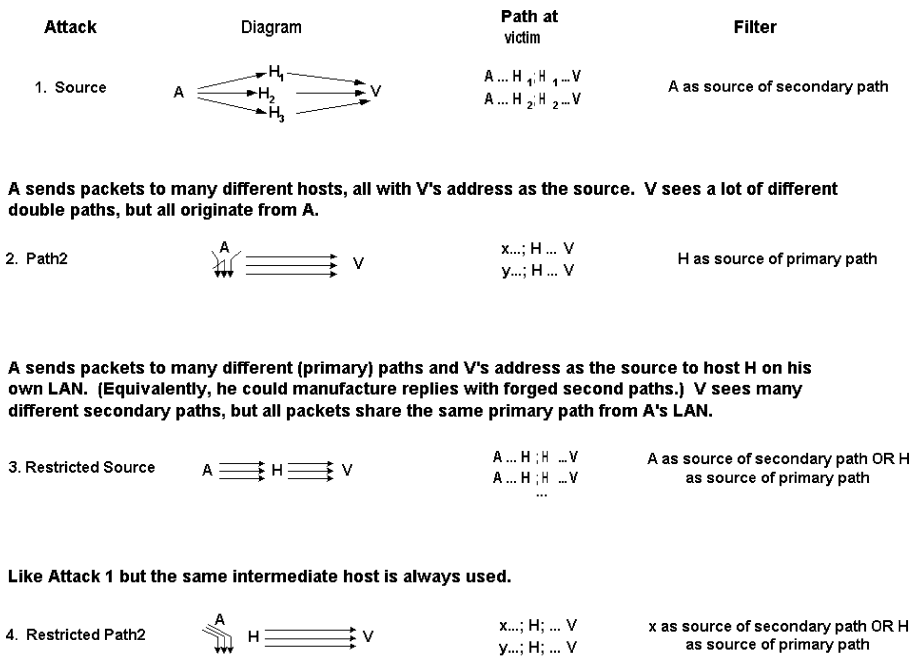 Attack Diagram Path at victim Filter
1. Source A H1 H2 H3 V A ... H 1; H 1 ...V A as source of secondary path
A ... H 2; H 2 ...V
A sends packets to many different hosts, all with V's address as the source. V sees a lot of different
double paths, but all originate from A.
2. Path2 A V x...; H ... V H as source of primary path
y...; H ... V
A sends packets to many different (primary) paths and V's address as the source to host H on his
own LAN. (Equivalently, he could manufacture replies with forged second paths.) V sees many
different secondary paths, but all packets share the same primary path from A's LAN.
3. Restricted Source A H V A ... H ; H ... V A as source of secondary path OR H
A ... H ; H ... V as source of primary path
...
Like Attack 1 but the same intermediate host is always used.
4. Restricted Path2 A H V x...; H; ... V x as source of secondary path OR H
y...; H; ... V as source of primary path